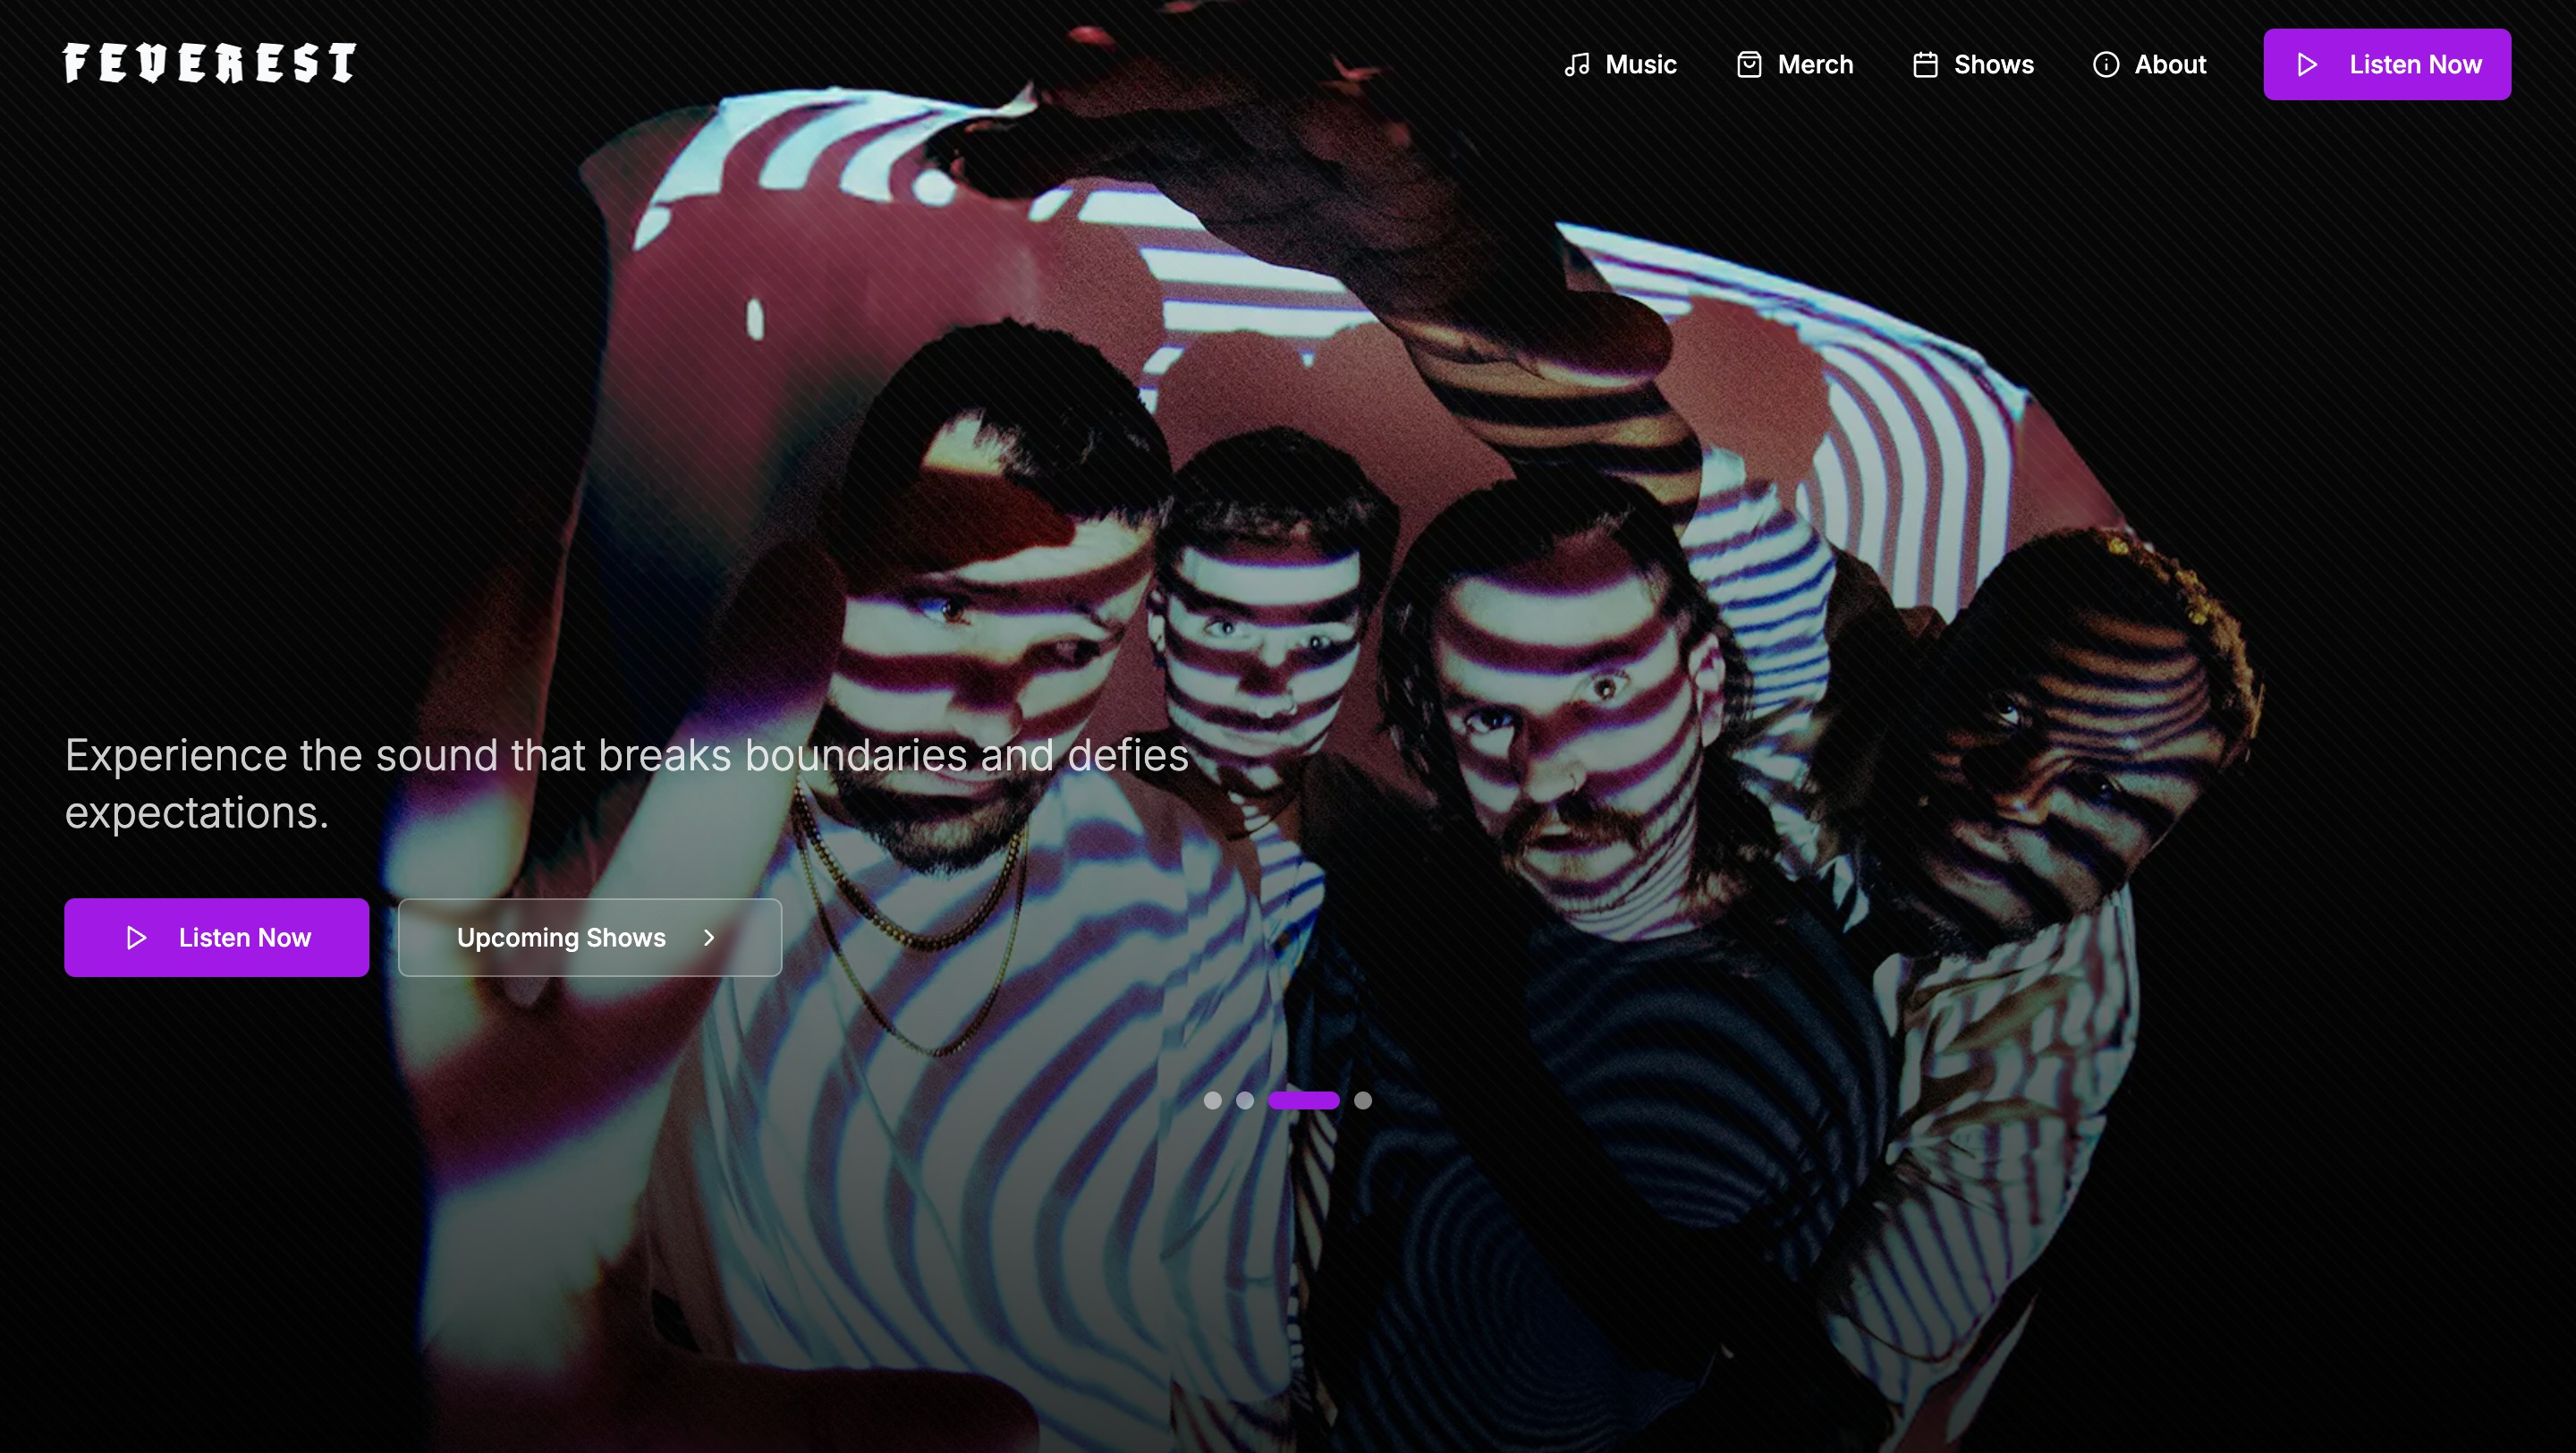 FEVEREST
Music
Merch
Shows
About
Listen Now
Experience the sound that breaks boundaries and defies
expectations.
Listen Now
Upcoming Shows